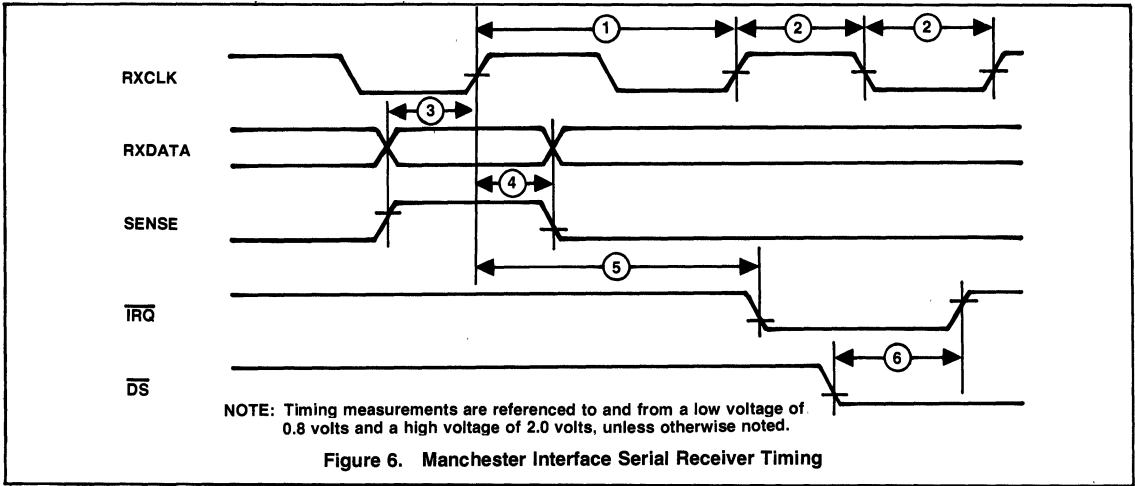 1 2 2
RXCLK
3
RXDATA
4
SENSE
5
IRQ
6
DS
NOTE: Timing measurements are referenced to and from a low voltage of
0.8 volts and a high voltage of 2.0 volts, unless otherwise noted.
Figure 6. Manchester Interface Serial Receiver Timing